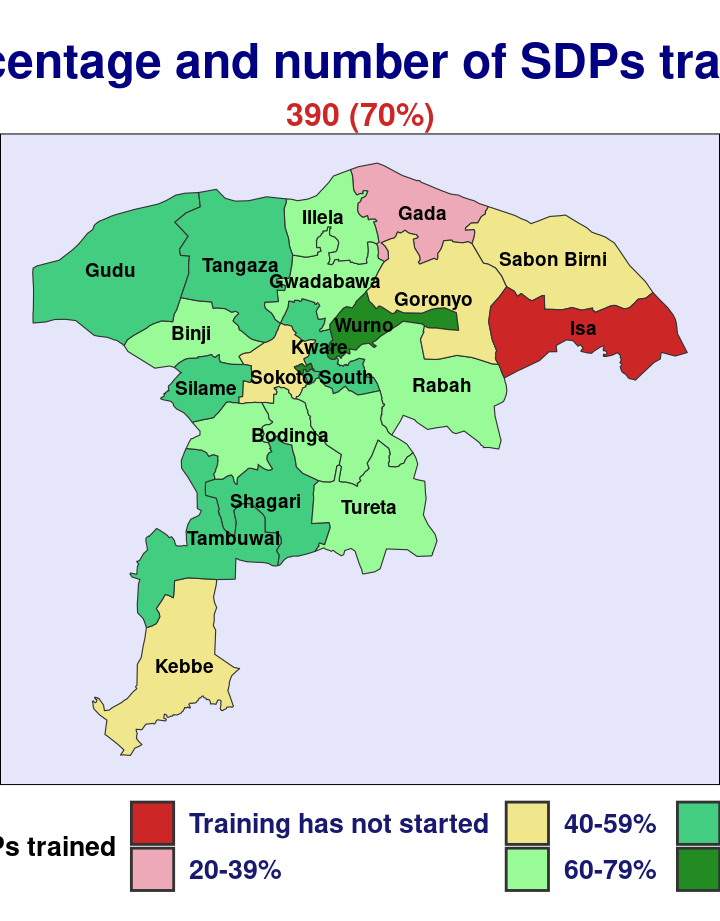 centage and number of SDPs tra
390 (70%)
Illela
Gada
Gudu
Tangaza
Sabon Birni
Gwadabawa
Goronyo
Binji
Wurno
Isa
Kware
Silame
Sokoto South
Rabah
Bodinga
Shagari
Tureta
Tambuwal
Kebbe
Ps trained
Training has not started
40-59%
20-39%
60-79%